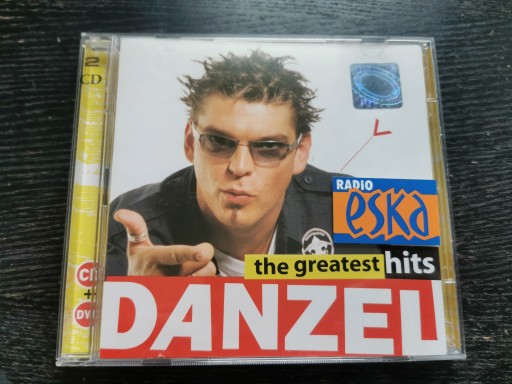 2
CD
RADIO
eska
the greatest hits
CD
+
DVD
DANZEL